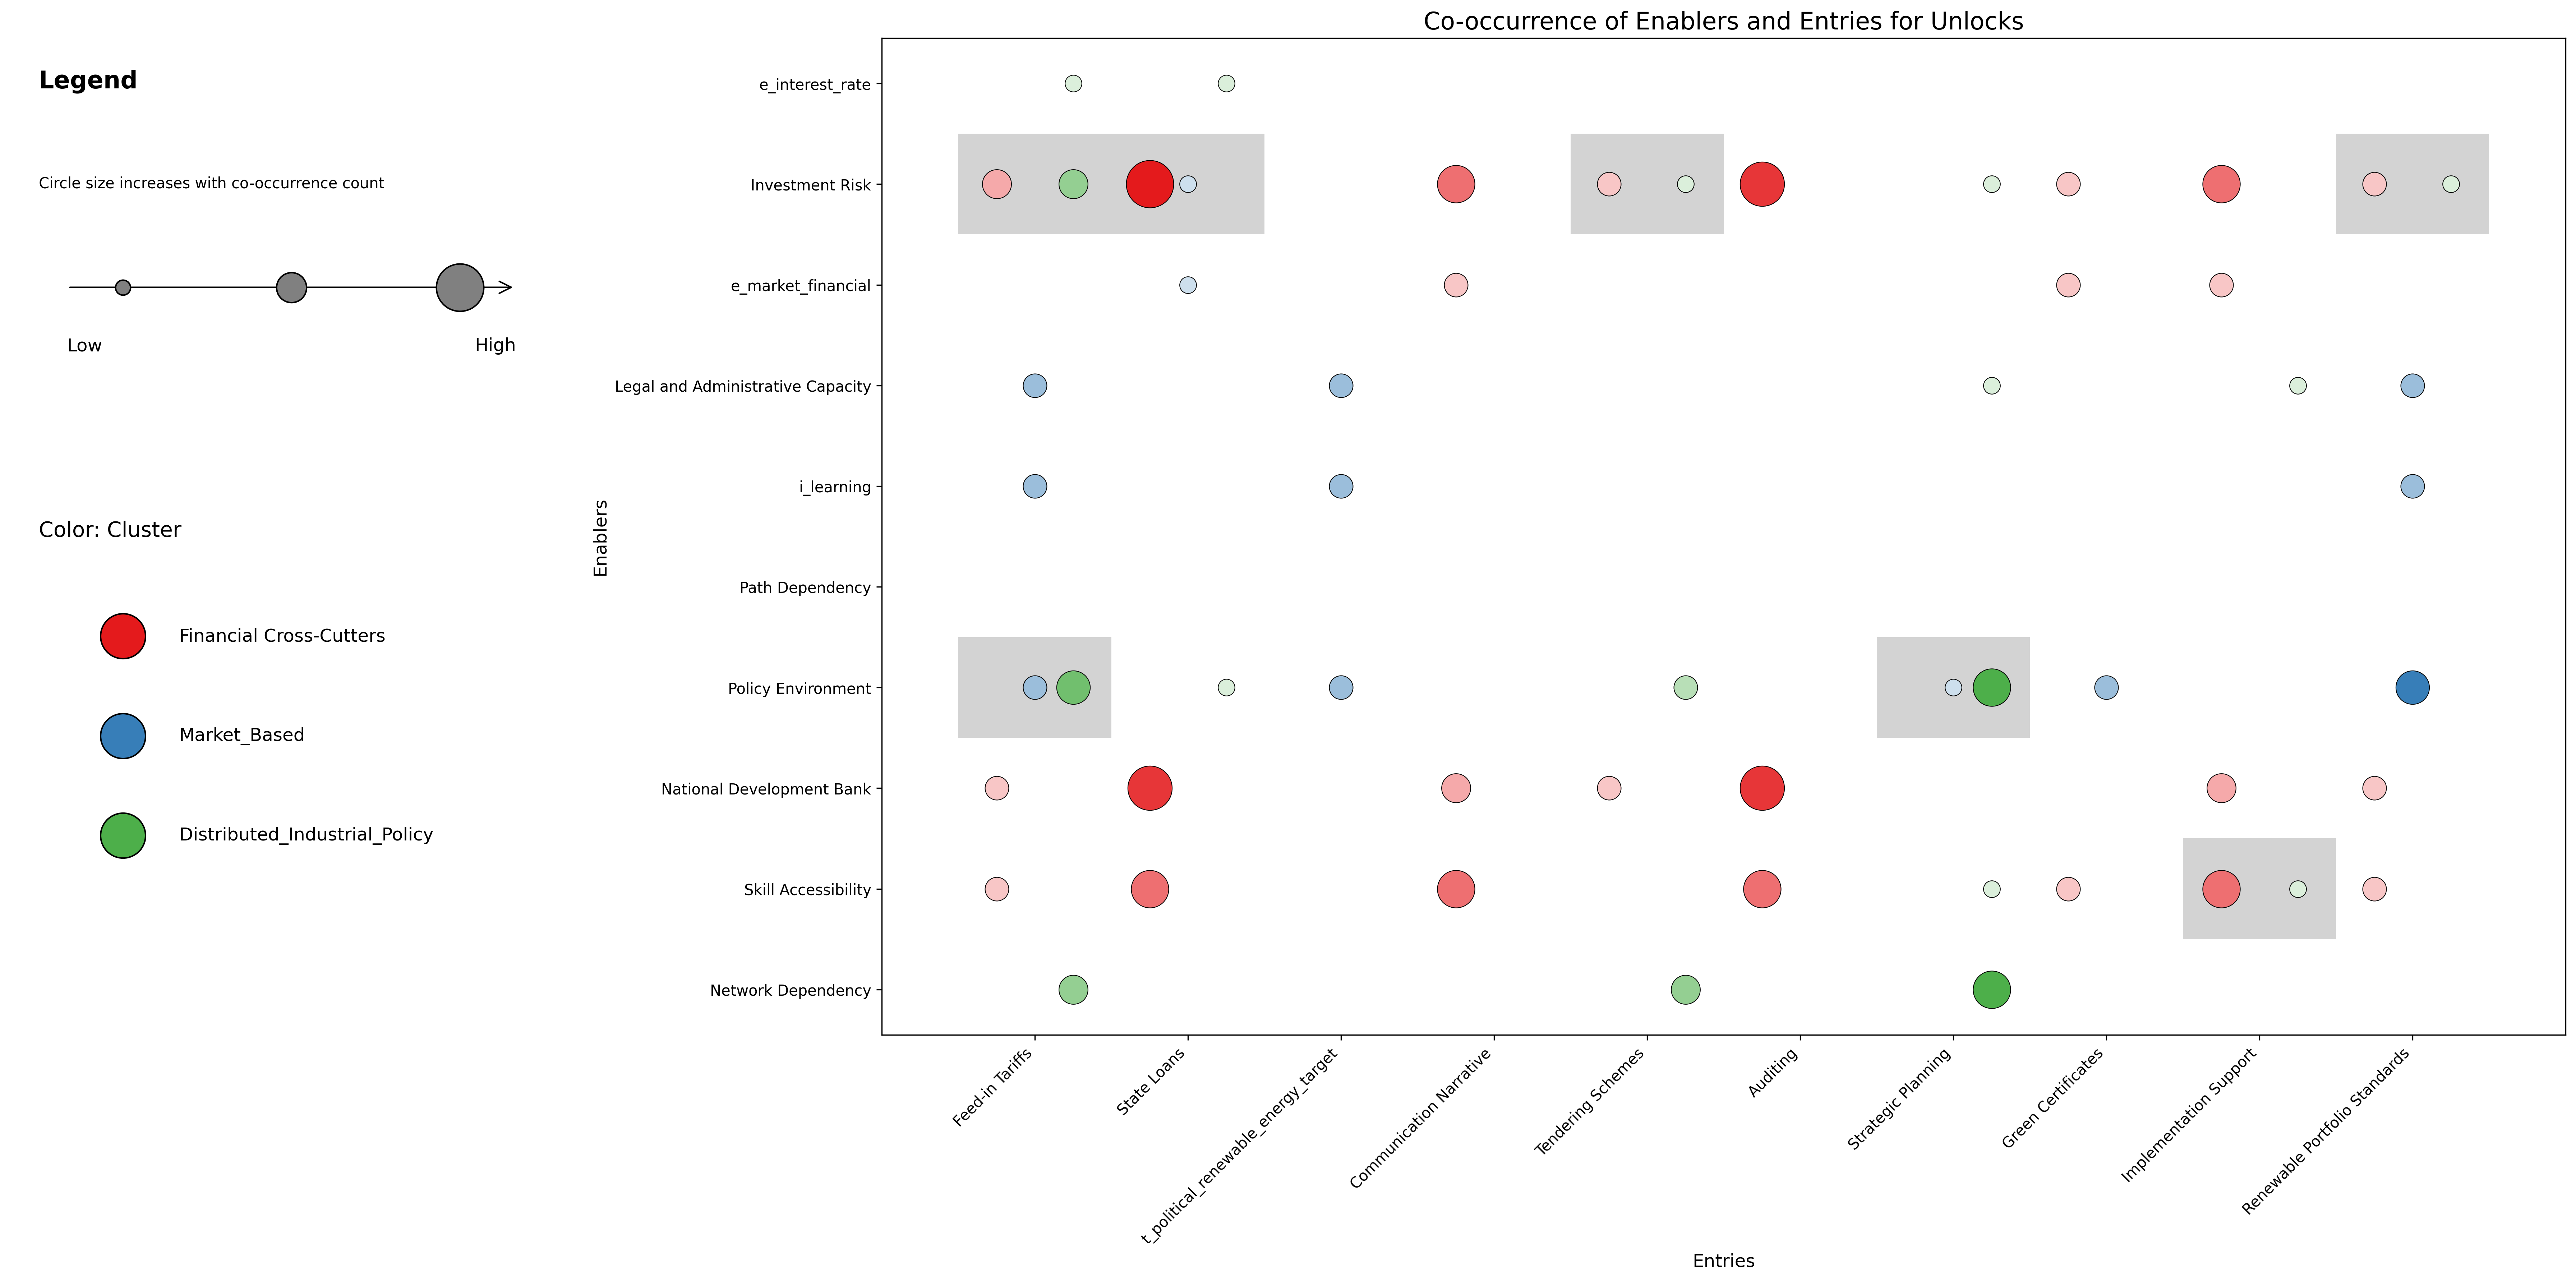 Co-occurrence of Enablers and Entries for Unlocks
Legend
Circle size increases with co-occurrence count
Low
High
Color: Cluster
Financial Cross-Cutters
Market_Based
Distributed_Industrial_Policy
Enablers
e_interest_rate
Investment Risk
e_market_financial
Legal and Administrative Capacity
i_learning
Path Dependency
Policy Environment
National Development Bank
Skill Accessibility
Network Dependency
Feed-in Tariffs
State Loans
t_political_renewable_energy_target
Communication Narrative
Tendering Schemes
Auditing
Strategic Planning
Green Certificates
Implementation Support
Renewable Portfolio Standards
Entries